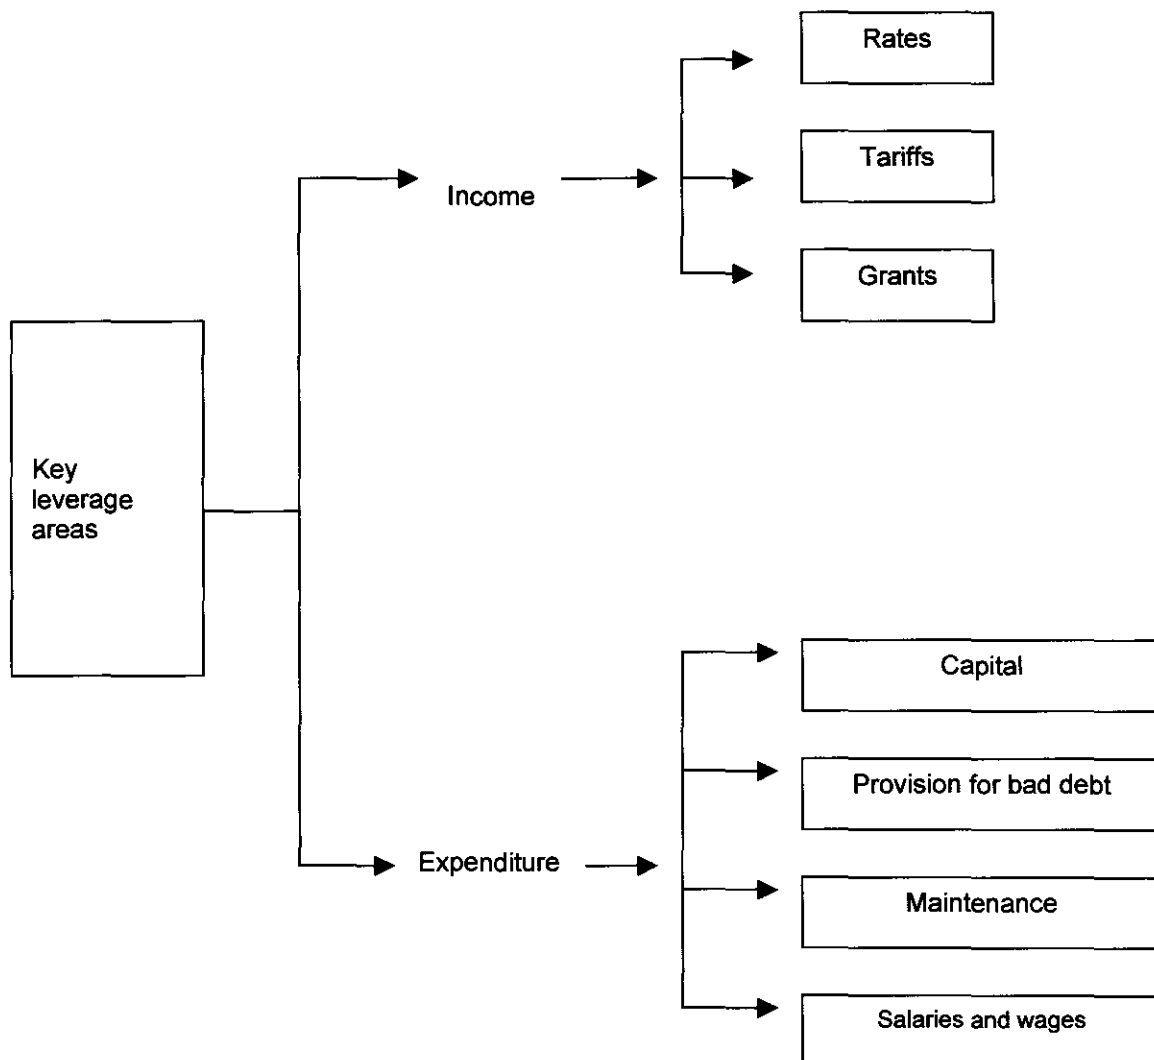 Rates
Tariffs
Income
Grants
Key
leverage
areas
Capital
Provision for bad debt
Expenditure
Maintenance
Salaries and wages